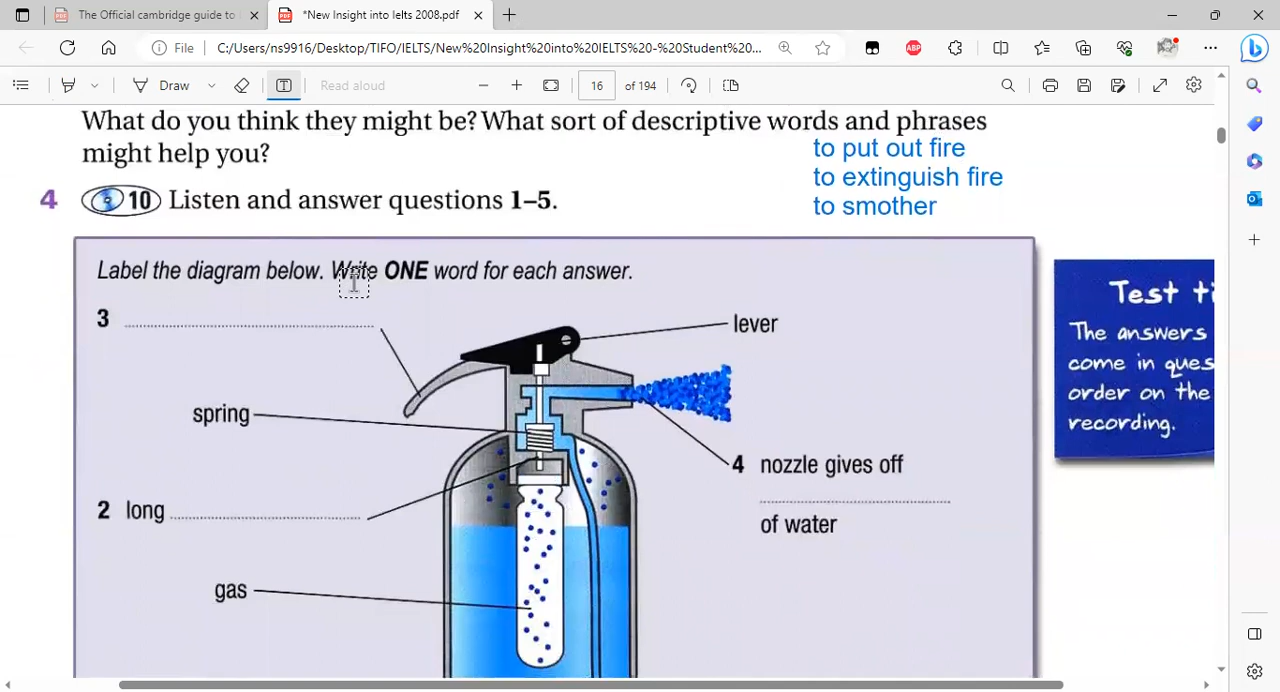 The Official cambridge guide to
*New Insight into Ielts 2008.pdf
File
C:/Users/ns9916/Desktop/TIFO/IELTS/New%20Insight%20into%20IELTS%20-%20Student%20...
ABP
Draw
Read aloud
16
of 194
What do you think they might be? What sort of descriptive words and phrases
might help you?
to put out fire
to extinguish fire
to smother
4 10 Listen and answer questions 1–5.
Label the diagram below. Write ONE word for each answer.
3
lever
spring
4 nozzle gives off
of water
2 long
gas
Test ti
The answers
come in ques
order on the
recording.